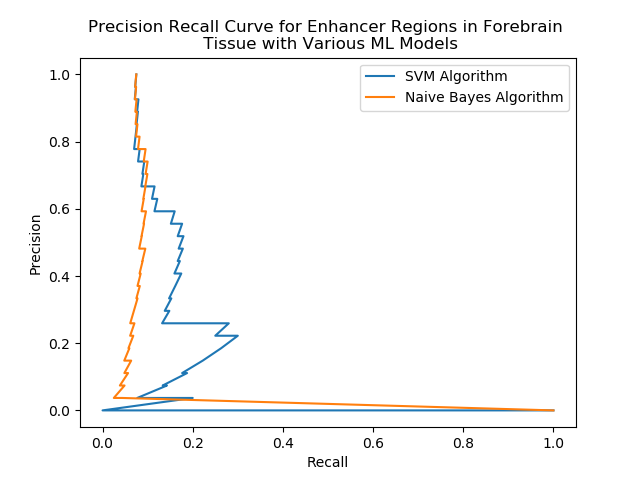 Precision Recall Curve for Enhancer Regions in Forebrain
Tissue with Various ML Models
SVM Algorithm
Naive Bayes Algorithm
1.0
0.8
0.6
0.4
0.2
0.0
Precision
0.0 0.2 0.4 0.6 0.8 1.0
Recall